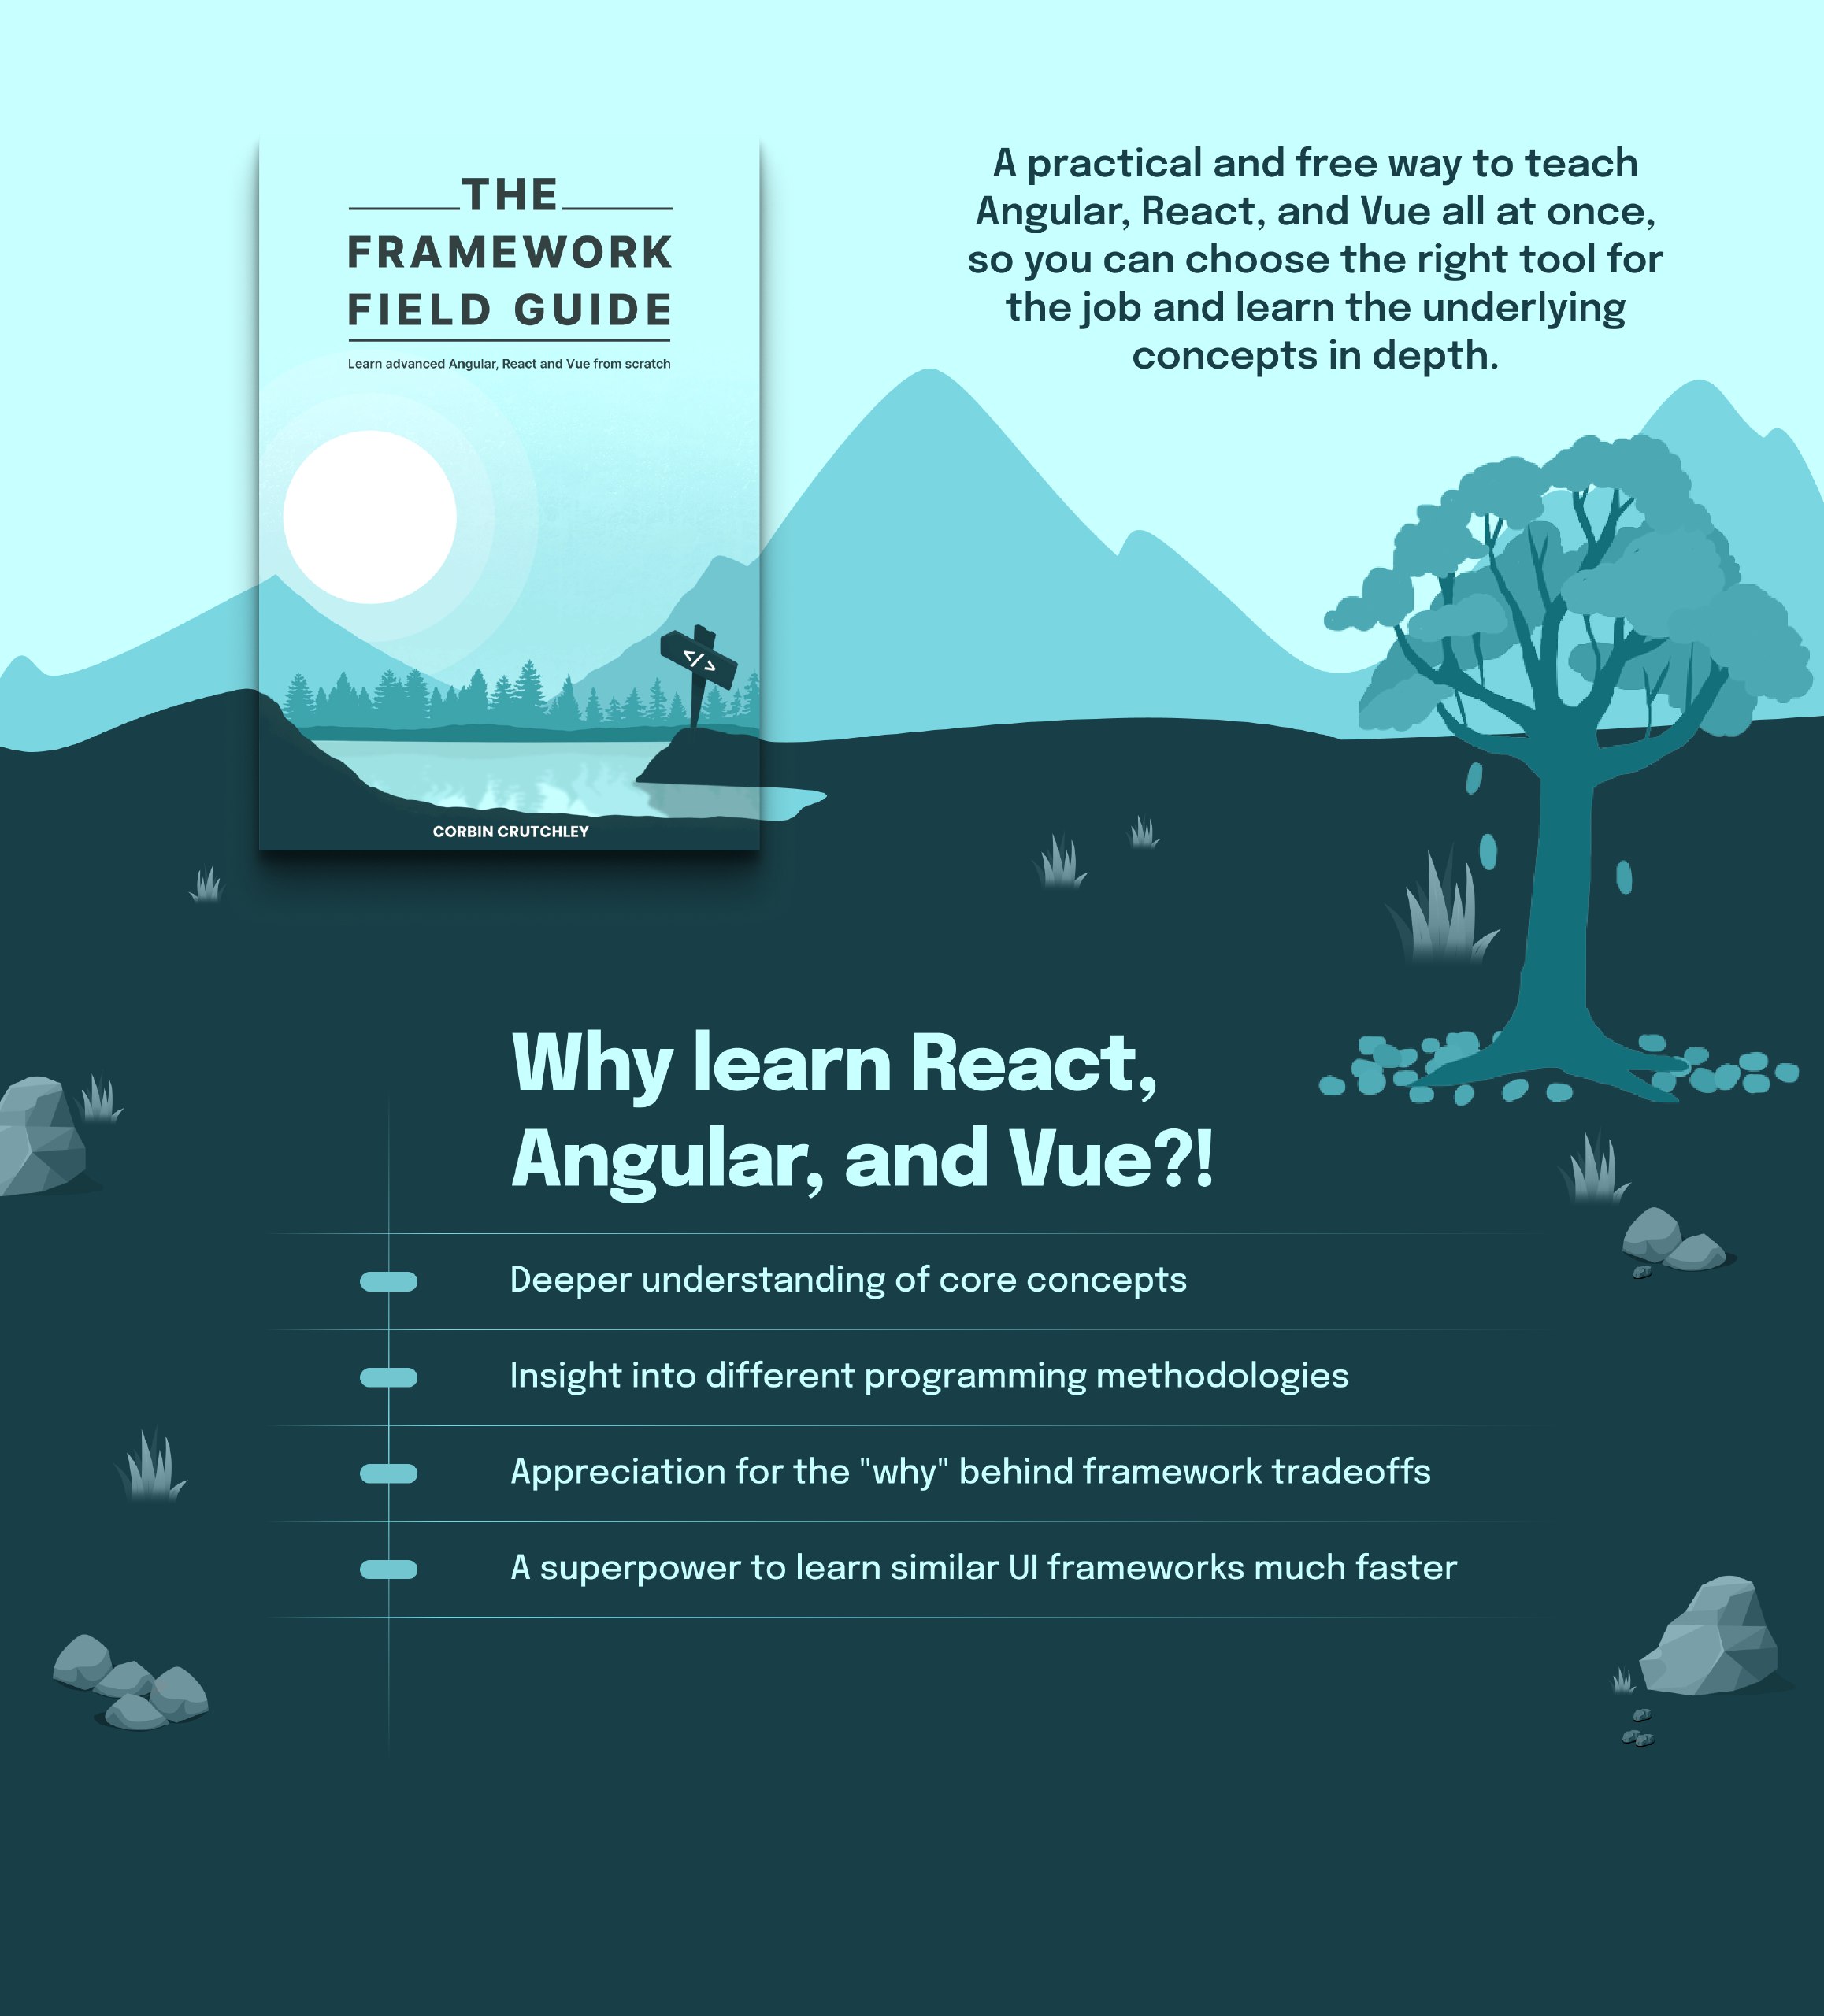 THE
FRAMEWORK
FIELD GUIDE
Learn advanced Angular, React and Vue from scratch
</>
CORBIN CRUTCHLEY
A practical and free way to teach
Angular, React, and Vue all at once,
so you can choose the right tool for
the job and learn the underlying
concepts in depth.
Why learn React,
Angular, and Vue?!
Deeper understanding of core concepts
Insight into different programming methodologies
Appreciation for the "why" behind framework tradeoffs
A superpower to learn similar UI frameworks much faster